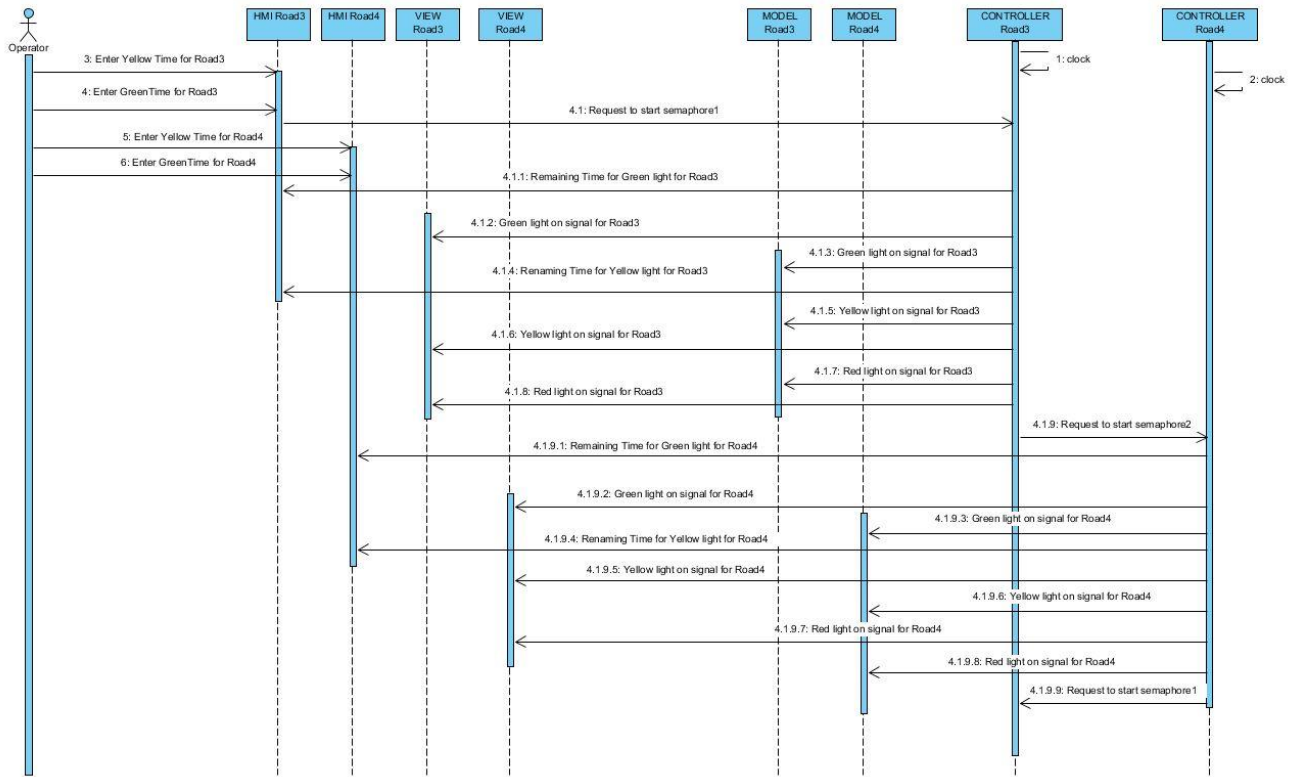 HMI Road3
HMI Road4
VIEW
Road3
VIEW
Road4
MODEL
Road3
MODEL
Road4
CONTROLLER
Road3
CONTROLLER
Road4
Operator
3: Enter Yellow Time for Road3
1: clock
2: clock
4: Enter GreenTime for Road3
4.1: Request to start semaphore1
5: Enter Yellow Time for Road4
6: Enter GreenTime for Road4
4.1.1: Remaining Time for Green light for Road3
4.1.2: Green light on signal for Road3
4.1.3: Green light on signal for Road3
4.1.4: Renaming Time for Yellow light for Road3
4.1.5: Yellow light on signal for Road3
4.1.6: Yellow light on signal for Road3
4.1.7: Red light on signal for Road3
4.1.8: Red light on signal for Road3
4.1.9: Request to start semaphore2
4.1.9.1: Remaining Time for Green light for Road4
4.1.9.2: Green light on signal for Road4
4.1.9.3: Green light on signal for Road4
4.1.9.4: Renaming Time for Yellow light for Road4
4.1.9.5: Yellow light on signal for Road4
4.1.9.6: Yellow light on signal for Road4
4.1.9.7: Red light on signal for Road4
4.1.9.8: Red light on signal for Road4
4.1.9.9: Request to start semaphore1